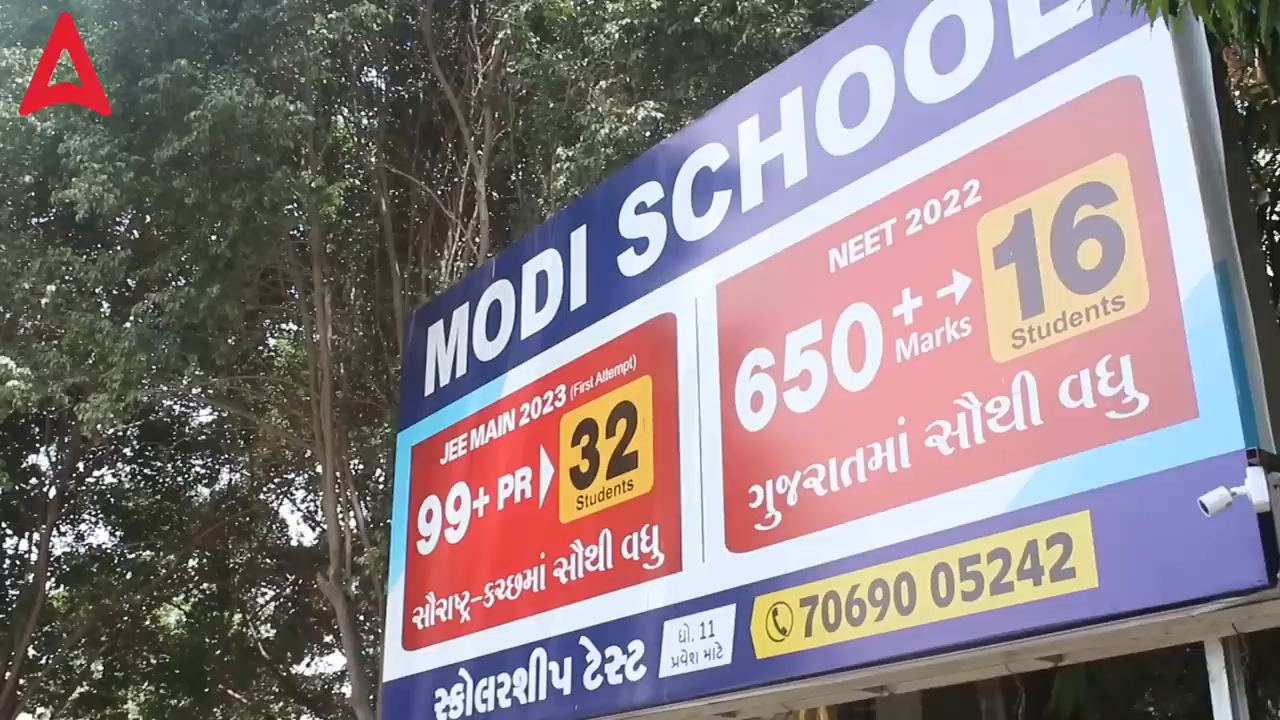 MODI SCHOOL
JEE MAIN 2023 (First Attempt)
99+ PR
32
Students
સૌરાષ્ટ્ર-કચ્છમાં સૌથી વધુ
NEET 2022
650+ Marks
16
Students
ગુજરાતમાં સૌથી વધુ
સ્કોલરશીપ ટેસ્ટ
ધો. 11
પ્રવેશ માટે
70690 05242